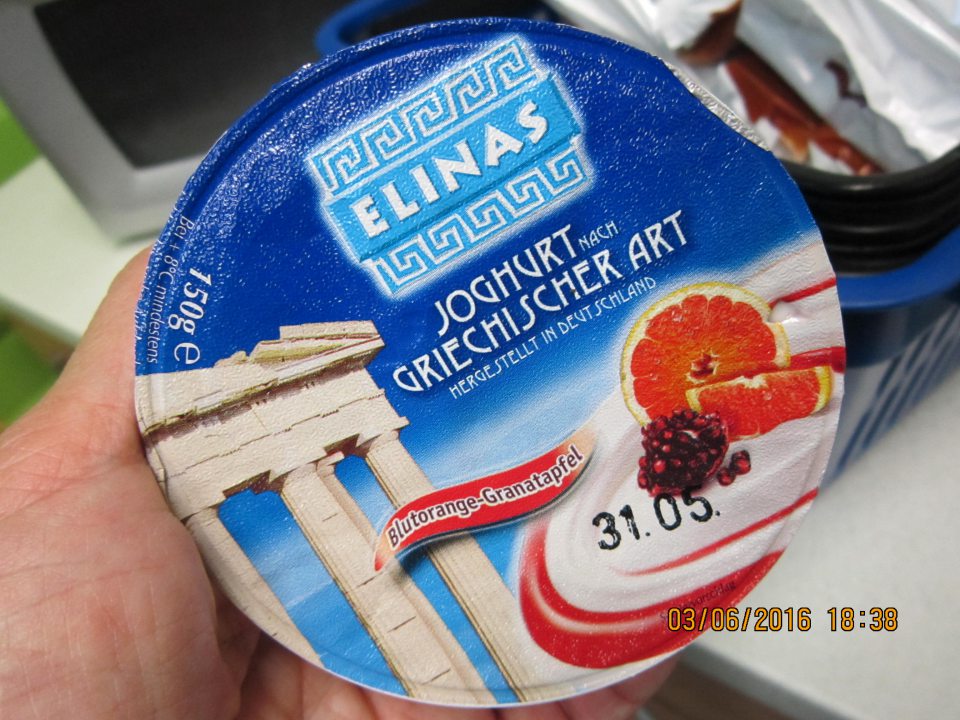 ELINAS
JOGHURT NACH
GRIECHISCHER ART
HERGESTELLT IN DEUTSCHLAND
150g e
Bei + 8°C mindestens
Blutorange-Granatapfel
31.05.
03/06/2016 18:38